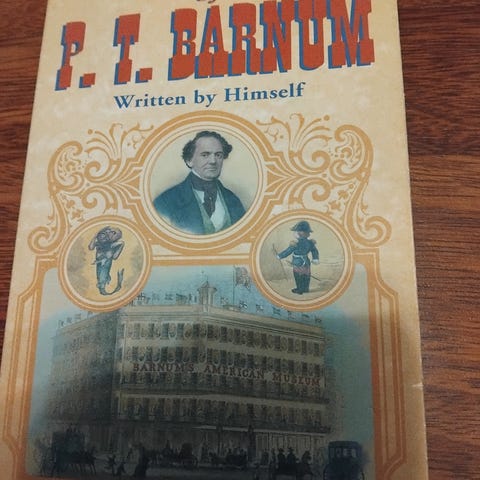 P. T. BARNUM
Written by Himself
BARNUM'S AMERICAN MUSEUM